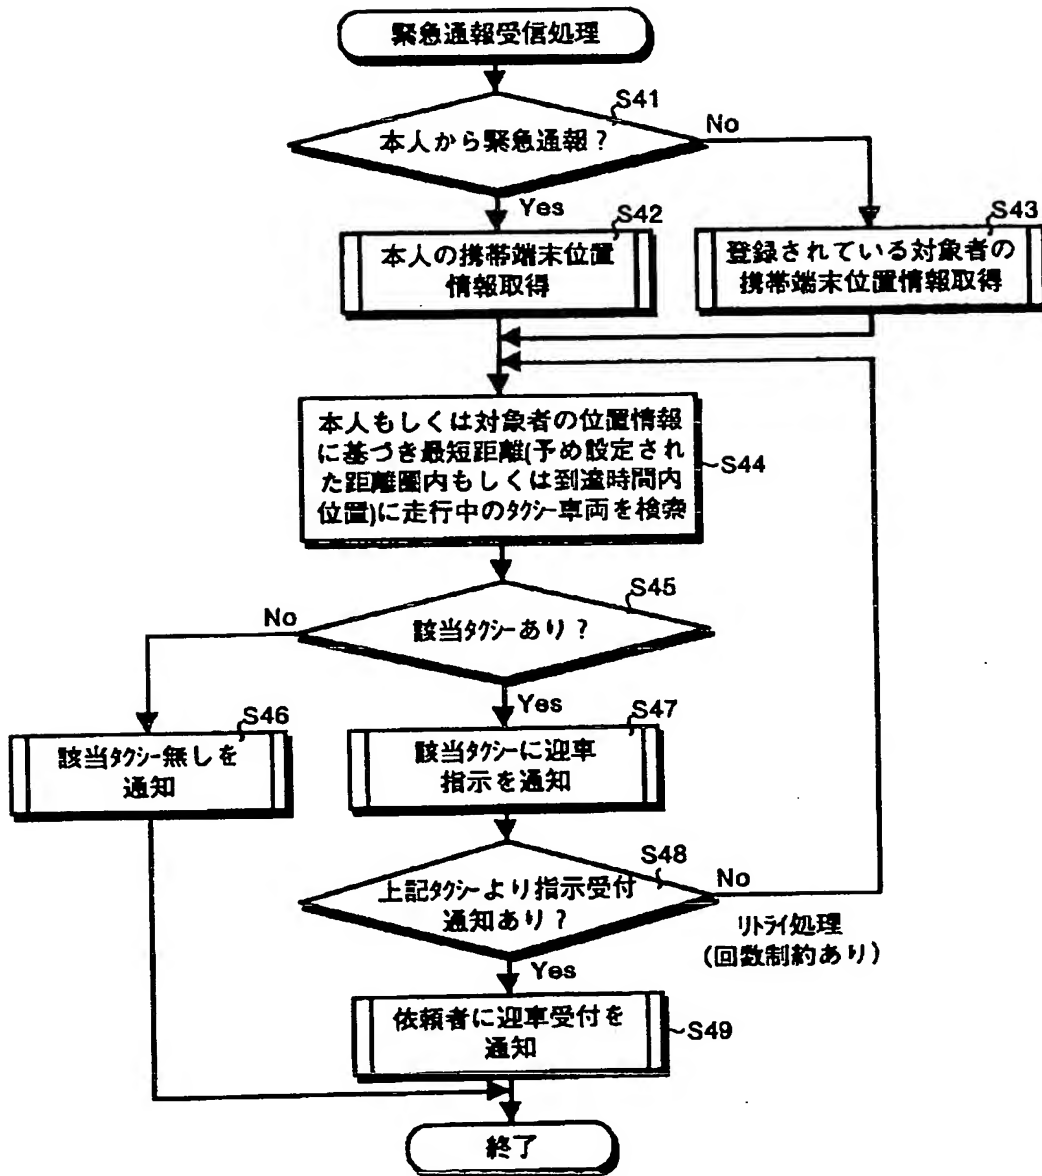 緊急通報受信処理
S41
本人から緊急通報？
No
Yes
S42
本人の携帯端末位置
情報取得
S43
登録されている対象者の
携帯端末位置情報取得
本人もしくは対象者の位置情報
に基づき最短距離(予め設定され
た距離圏内もしくは到達時間内
位置)に走行中のﾀｸｼｰ車両を検索
S44
S45
該当ﾀｸｼｰあり？
No
Yes
S46
該当ﾀｸｼｰ無しを
通知
S47
該当ﾀｸｼｰに迎車
指示を通知
S48
上記ﾀｸｼｰより指示受付
通知あり？
No
ﾘﾄﾗｲ処理
(回数制約あり)
Yes
依頼者に迎車受付を
通知
S49
終了